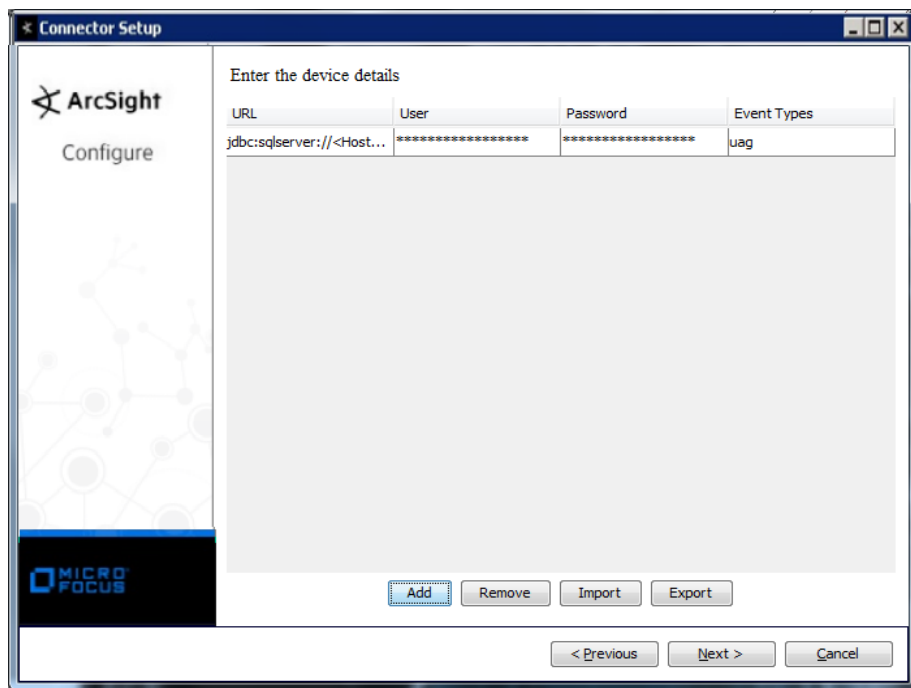 Connector Setup
ArcSight
Configure
Enter the device details
URL User Password Event Types
jdbc:sqlserver://<Host... ***************** ***************** uag
MICRO
FOCUS
Add Remove Import Export
< Previous Next > Cancel